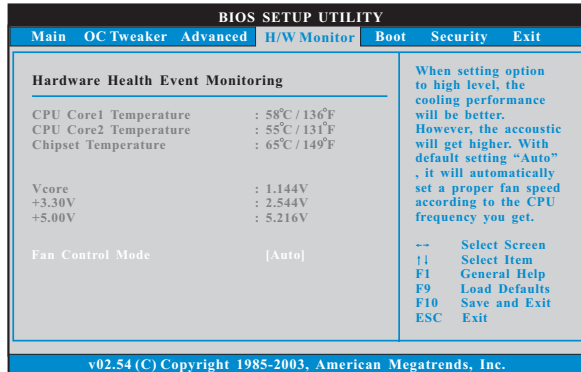 BIOS SETUP UTILITY
Main OC Tweaker Advanced H/W Monitor Boot Security Exit
Hardware Health Event Monitoring
CPU Core1 Temperature : 58°C / 136°F
CPU Core2 Temperature : 55°C / 131°F
Chipset Temperature : 65°C / 149°F
Vcore : 1.144V
+3.30V : 2.544V
+5.00V : 5.216V
Fan Control Mode [Auto]
When setting option
to high level, the
cooling performance
will be better.
However, the accoustic
will get higher. With
default setting “Auto”
, it will automatically
set a proper fan speed
according to the CPU
frequency you get.
←→ Select Screen
↑↓ Select Item
F1 General Help
F9 Load Defaults
F10 Save and Exit
ESC Exit
v02.54 (C) Copyright 1985-2003, American Megatrends, Inc.